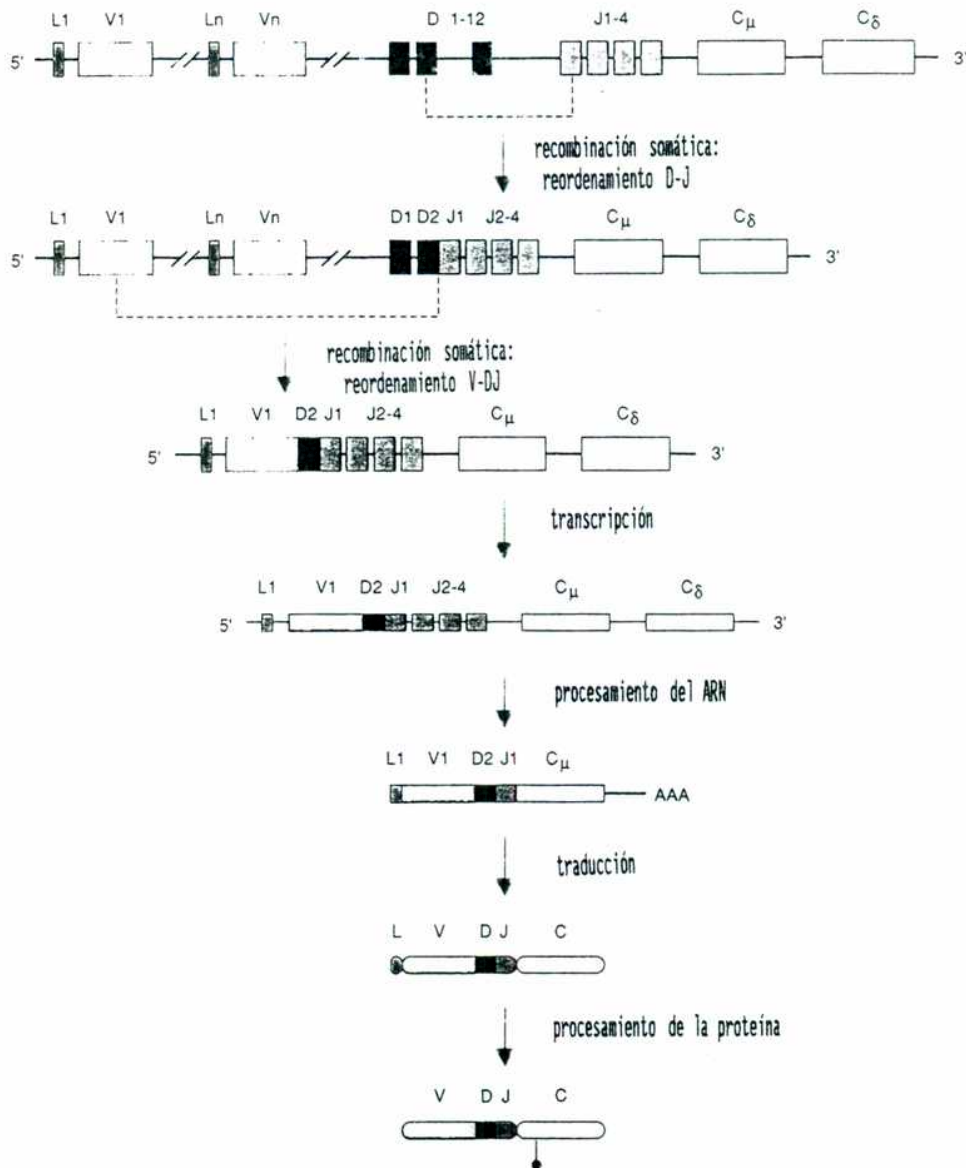 L1 V1 Ln Vn D 1-12 J1-4 Cμ Cδ
5' 3'
recombinación somática:
reordenamiento D-J
L1 V1 Ln Vn D1 D2 J1 J2-4 Cμ Cδ
5' 3'
recombinación somática:
reordenamiento V-DJ
L1 V1 D2 J1 J2-4 Cμ Cδ
5' 3'
transcripción
L1 V1 D2 J1 J2-4 Cμ Cδ
5' 3'
procesamiento del ARN
L1 V1 D2 J1 Cμ
AAA
traducción
L V D J C
procesamiento de la proteína
V D J C